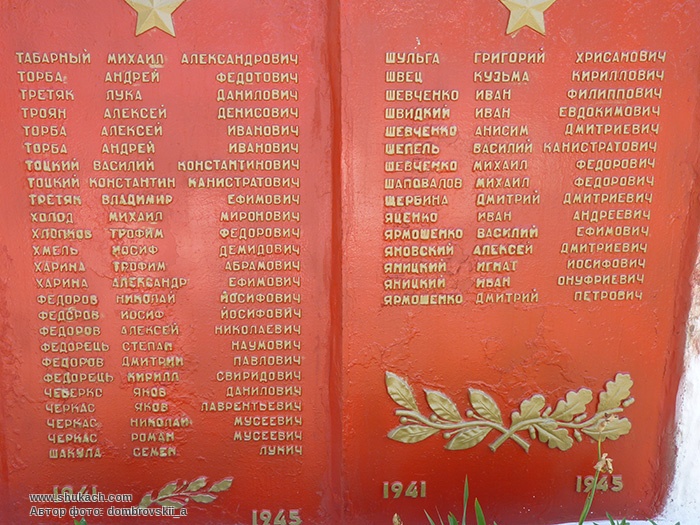 ТАБАРНЫЙ МИХАИЛ АЛЕКСАНДРОВИЧ
ТОРБА АНДРЕЙ ФЕДОТОВИЧ
ТРЕТЯК ЛУКА ДАНИЛОВИЧ
ТРОЯН АЛЕКСЕЙ ДЕНИСОВИЧ
ТОРБА АЛЕКСЕЙ ИВАНОВИЧ
ТОРБА АНДРЕЙ ИВАНОВИЧ
ТОЦКИЙ ВАСИЛИЙ КОНСТАНТИНОВИЧ
ТОЦКИЙ КОНСТАНТИН КАНИСТРАТОВИЧ
ТРЕТЯК ВЛАДИМИР ЕФИМОВИЧ
ХОЛОД МИХАИЛ МИРОНОВИЧ
ХЛОПКОВ ТРОФИМ ФЕДОРОВИЧ
ХМЕЛЬ ИОСИФ ДЕМИДОВИЧ
ХАРИНА ТРОФИМ АБРАМОВИЧ
ХАРИНА АЛЕКСАНДР ЕФИМОВИЧ
ФЕДОРОВ НИКОЛАЙ ИОСИФОВИЧ
ФЕДОРОВ ИОСИФ ИОСИФОВИЧ
ФЕДОРОВ АЛЕКСЕЙ НИКОЛАЕВИЧ
ФЕДОРЕЦЬ СТЕПАН НАУМОВИЧ
ФЕДОРОВ ДМИТРИЙ ПАВЛОВИЧ
ФЕДОРЕЦЬ КИРИЛЛ СВИРИДОВИЧ
ЧЕБЕРКО ЯКОВ ДАНИЛОВИЧ
ЧЕРКАС ЯКОВ ЛАВРЕНТЬЕВИЧ
ЧЕРКАС НИКОЛАЙ МУСЕЕВИЧ
ЧЕРКАС РОМАН МУСЕЕВИЧ
ШАКУЛА СЕМЕН ЛУКИЧ
1941 1945
ШУЛЬГА ГРИГОРИЙ ХРИСАНОВИЧ
ШВЕЦ КУЗЬМА КИРИЛЛОВИЧ
ШЕВЧЕНКО ИВАН ФИЛИППОВИЧ
ШВИДКИЙ ИВАН ЕВДОКИМОВИЧ
ШЕВЧЕНКО АНИСИМ ДМИТРИЕВИЧ
ШЕПЕЛЬ ВАСИЛИЙ КАНИСТРАТОВИЧ
ШЕВЧЕНКО МИХАИЛ ФЕДОРОВИЧ
ШАПОВАЛОВ МИХАИЛ ФЕДОРОВИЧ
ЩЕРБИНА ДМИТРИЙ ДМИТРИЕВИЧ
ЯЦЕНКО ИВАН АНДРЕЕВИЧ
ЯРМОШЕНКО ВАСИЛИЙ ЕФИМОВИЧ
ЯНОВСКИЙ АЛЕКСЕЙ ДМИТРИЕВИЧ
ЯНИЦКИЙ ИГНАТ ИОСИФОВИЧ
ЯНИЦКИЙ ИВАН ОНУФРИЕВИЧ
ЯРМОШЕНКО ДМИТРИЙ ПЕТРОВИЧ
1941 1945
www.shukach.com
Автор фото: dombrovskii_a